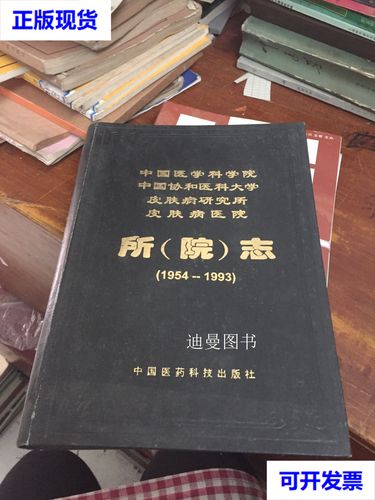 正版现货
中国医学科学院
中国协和医科大学
皮肤病研究所
皮肤病医院
所（院）志
(1954--1993)
迪曼图书
中国医药科技出版社
可开发票